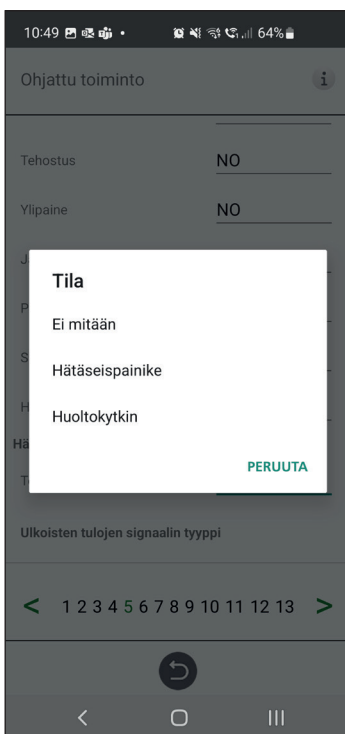 10:49 64%
Ohjattu toiminto i
Tehostus NO
Ylipaine NO
J
Tila
P
Ei mitään
S
Hätäseispainike
H
Huoltokytkin
Hä
PERUUTA
T
Ulkoisten tulojen signaalin tyyppi
< 1 2 3 4 5 6 7 8 9 10 11 12 13 >